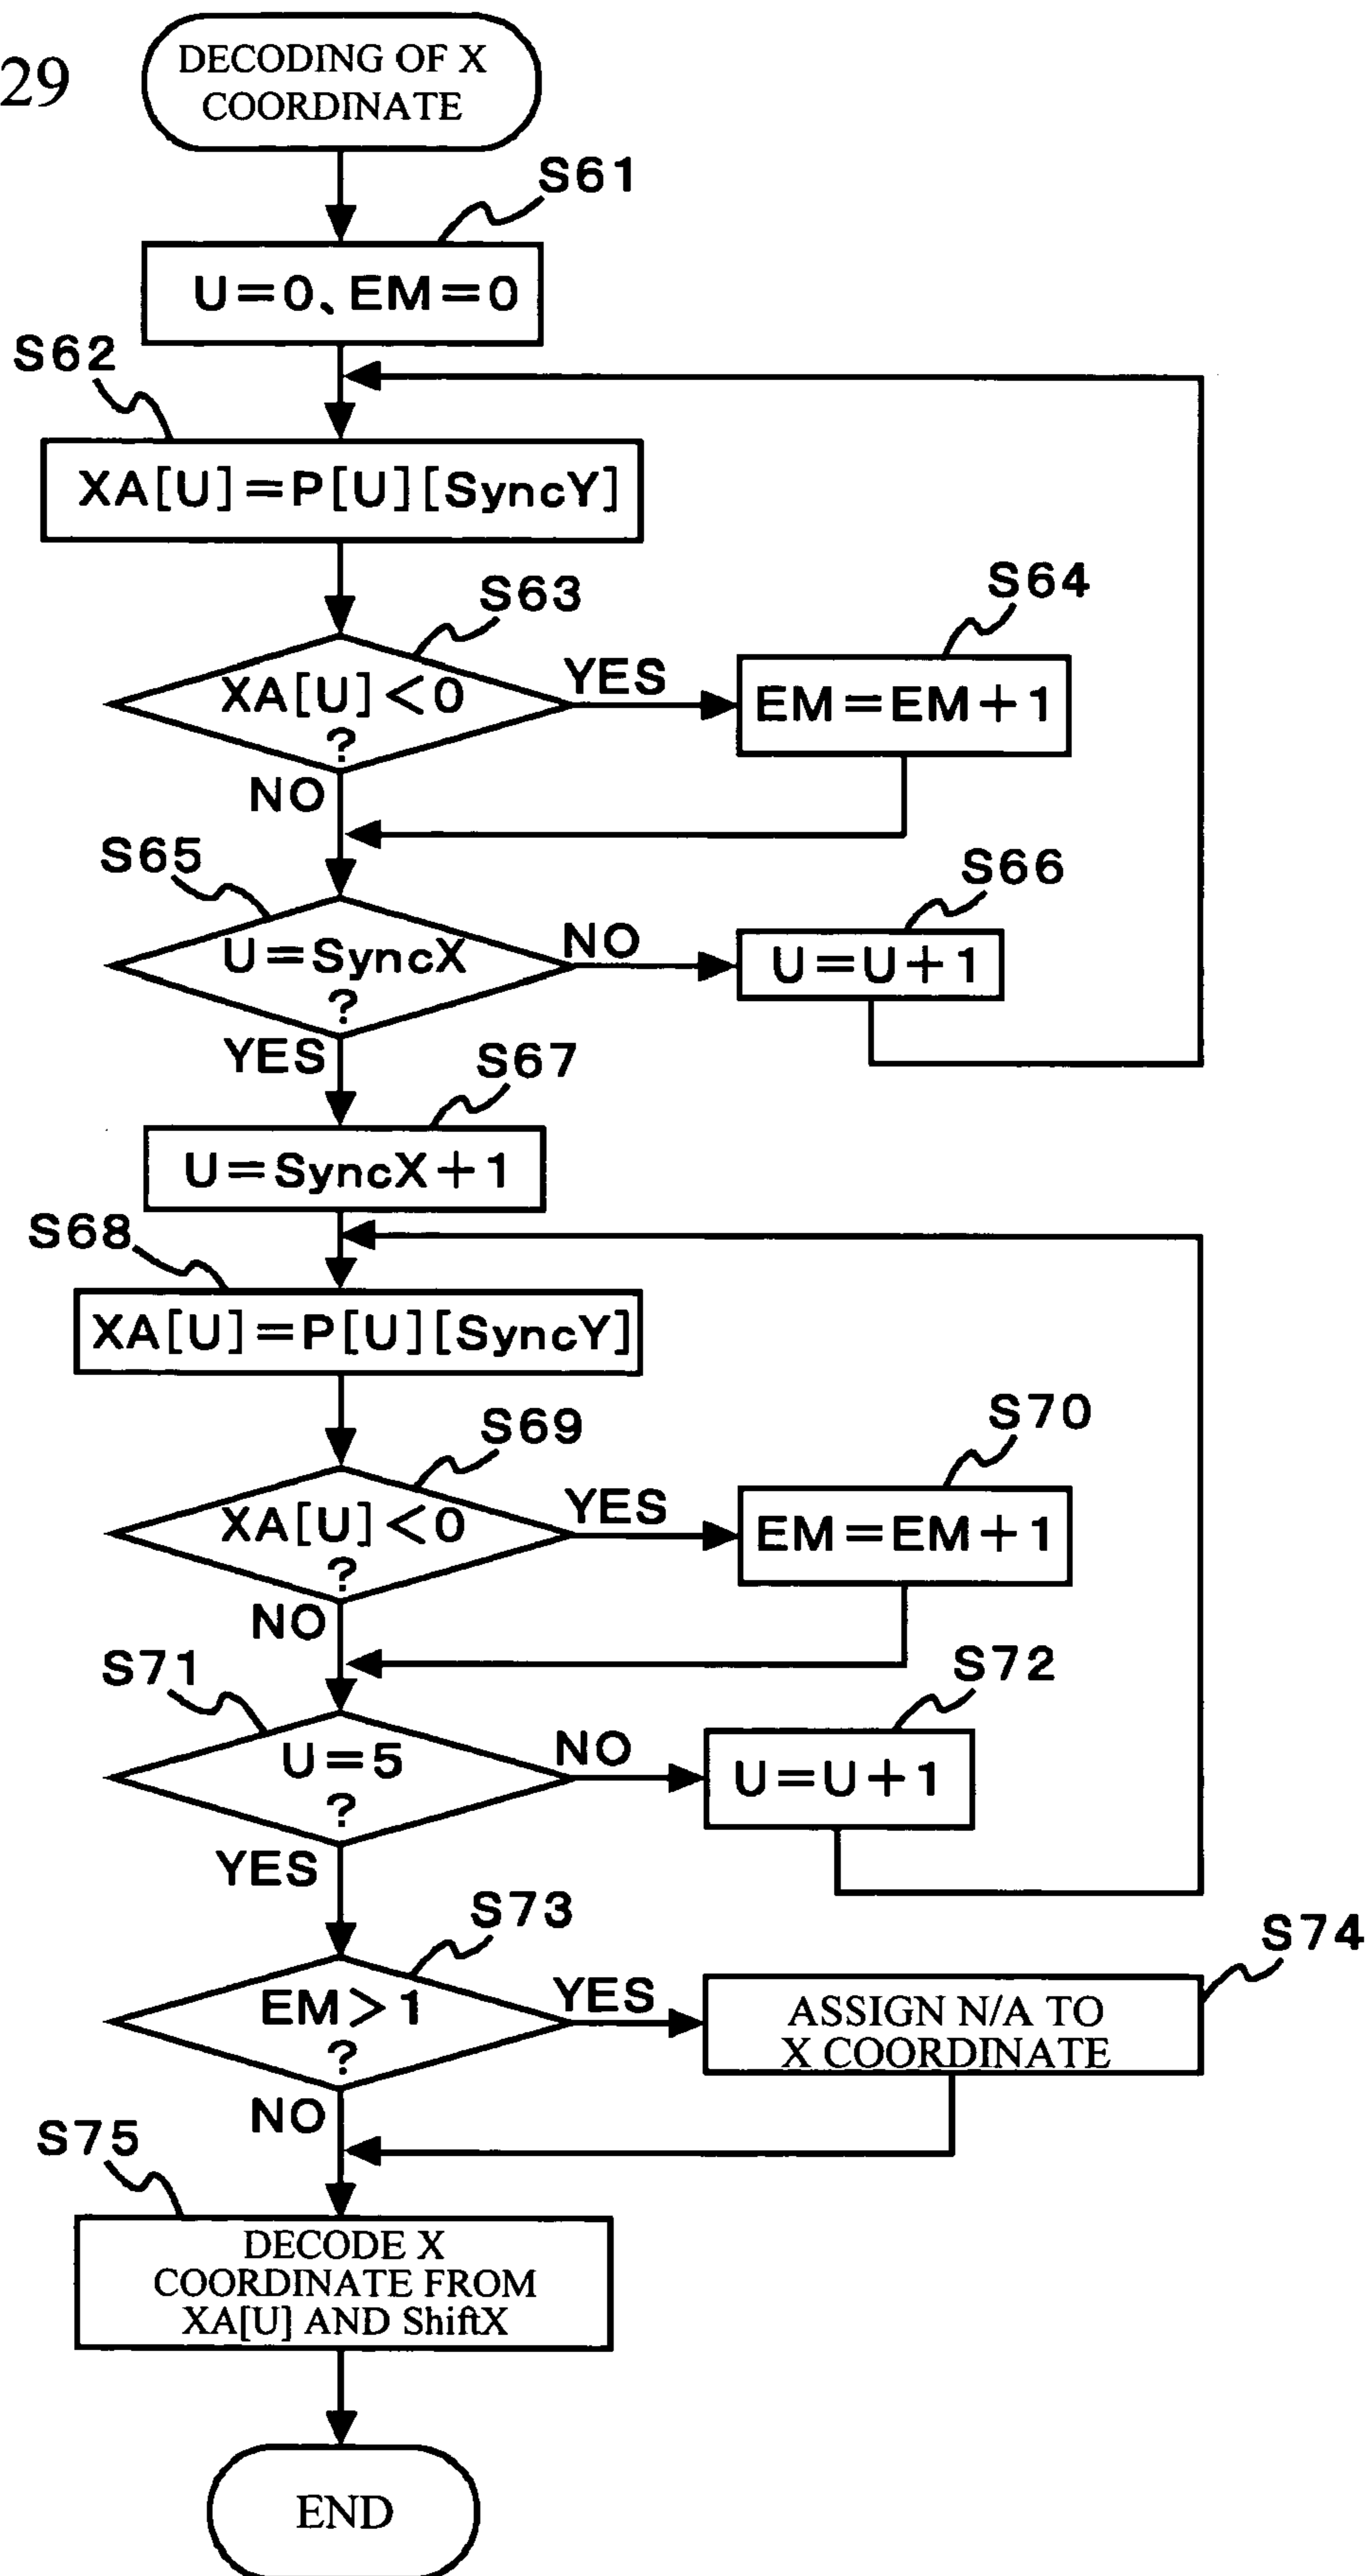 29
DECODING OF X
COORDINATE
S61
U=0、EM=0
S62
XA[U]=P[U][SyncY]
S63
S64
XA[U]<0
?
YES
EM=EM+1
NO
S65
S66
U=SyncX
?
NO
U=U+1
YES
S67
U=SyncX+1
S68
XA[U]=P[U][SyncY]
S69
S70
XA[U]<0
?
YES
EM=EM+1
NO
S71
S72
U=5
?
NO
U=U+1
YES
S73
S74
EM>1
?
YES
ASSIGN N/A TO
X COORDINATE
NO
S75
DECODE X
COORDINATE FROM
XA[U] AND ShiftX
END